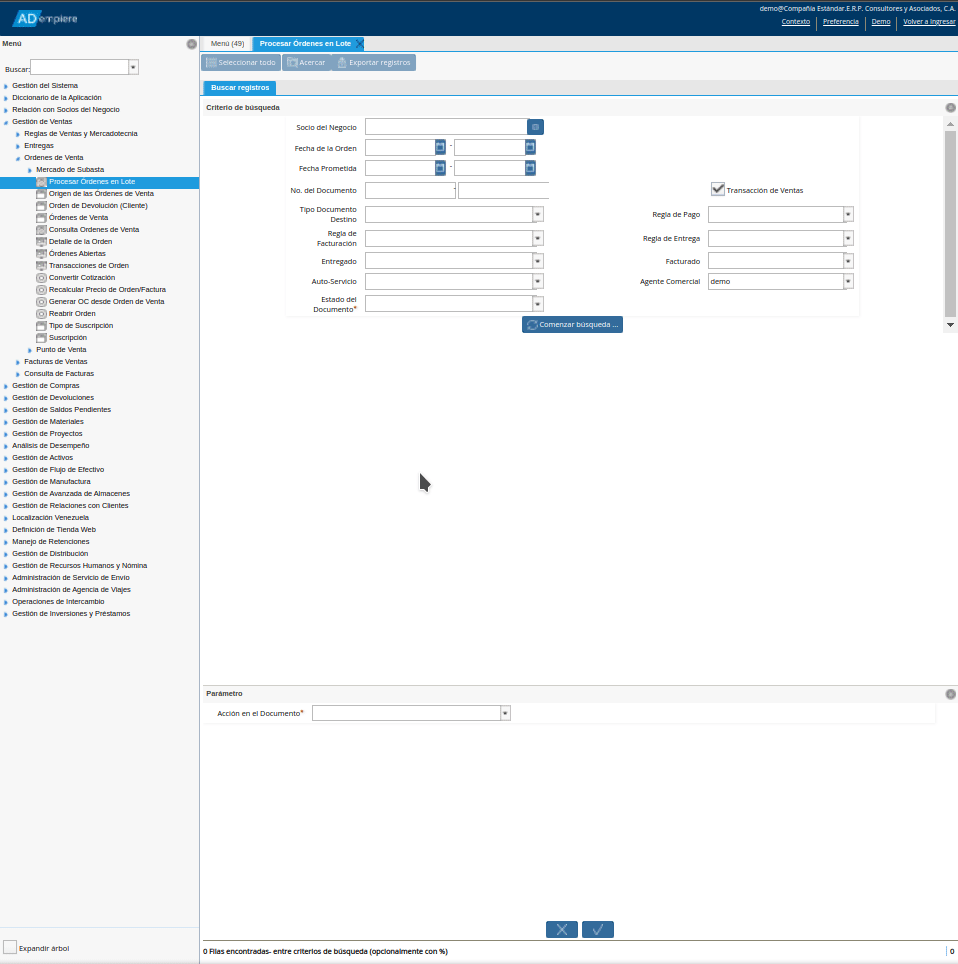 demo@Compañía Estándar.E.R.P. Consultores y Asociados, C.A.
ADempiere
Contexto Preferencia Demo Volver a Ingresar
Menú
Menú (49) Procesar Órdenes en Lote
Seleccionar todo Acercar Exportar registros
Buscar:
Buscar registros
Criterio de búsqueda
Gestión del Sistema
Diccionario de la Aplicación
Relación con Socios del Negocio
Gestión de Ventas
Reglas de Ventas y Mercadotecnia
Entregas
Ordenes de Venta
Mercado de Subasta
Procesar Órdenes en Lote
Origen de las Órdenes de Venta
Orden de Devolución (Cliente)
Órdenes de Venta
Consulta Ordenes de Venta
Detalle de la Orden
Órdenes Abiertas
Transacciones de Orden
Convertir Cotización
Recalcular Precio de Orden/Factura
Generar OC desde Orden de Venta
Reabrir Orden
Tipo de Suscripción
Suscripción
Punto de Venta
Facturas de Ventas
Consulta de Facturas
Gestión de Compras
Gestión de Devoluciones
Gestión de Saldos Pendientes
Gestión de Materiales
Gestión de Proyectos
Análisis de Desempeño
Gestión de Activos
Gestión de Flujo de Efectivo
Gestión de Manufactura
Gestión de Avanzada de Almacenes
Gestión de Relaciones con Clientes
Localización Venezuela
Definición de Tienda Web
Manejo de Retenciones
Gestión de Distribución
Gestión de Recursos Humanos y Nómina
Administración de Servicio de Envío
Administración de Agencia de Viajes
Operaciones de Intercambio
Gestión de Inversiones y Préstamos
Expandir árbol
Socio del Negocio
Fecha de la Orden -
Fecha Prometida -
No. del Documento - Transacción de Ventas
Tipo Documento
Destino
Regla de Pago
Regla de
Facturación
Regla de Entrega
Entregado Facturado
Auto-Servicio Agente Comercial demo
Estado del
Documento*
Comenzar búsqueda ...
Parámetro
Acción en el Documento*
0 Filas encontradas- entre criterios de búsqueda (opcionalmente con %) 0